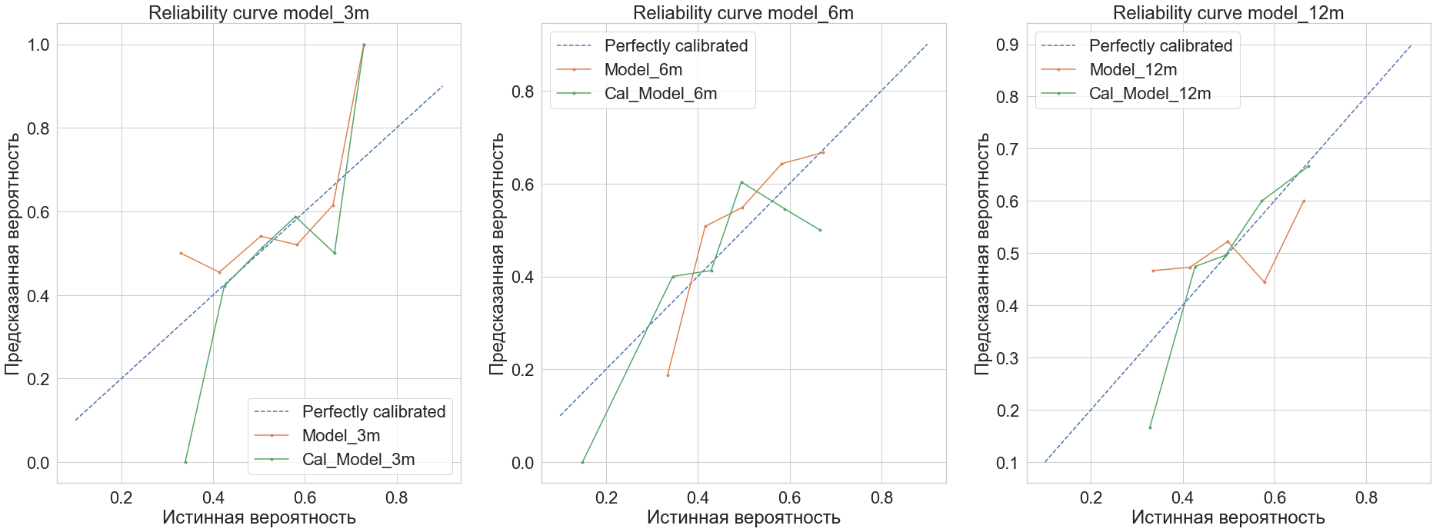 Reliability curve model_3m
1.0
0.8
0.6
0.4
0.2
0.0
Предсказанная вероятность
Perfectly calibrated
Model_3m
Cal_Model_3m
0.2 0.4 0.6 0.8
Истинная вероятность
Reliability curve model_6m
Perfectly calibrated
Model_6m
Cal_Model_6m
0.8
0.6
0.4
0.2
0.0
Предсказанная вероятность
0.2 0.4 0.6 0.8
Истинная вероятность
Reliability curve model_12m
Perfectly calibrated
Model_12m
Cal_Model_12m
0.9
0.8
0.7
0.6
0.5
0.4
0.3
0.2
0.1
Предсказанная вероятность
0.2 0.4 0.6 0.8
Истинная вероятность